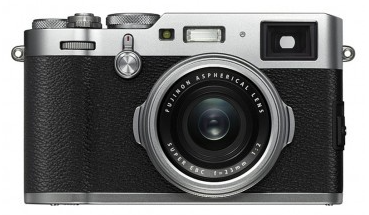 FUJINON ASPHERICAL LENS
SUPER EBC f=23mm 1:2